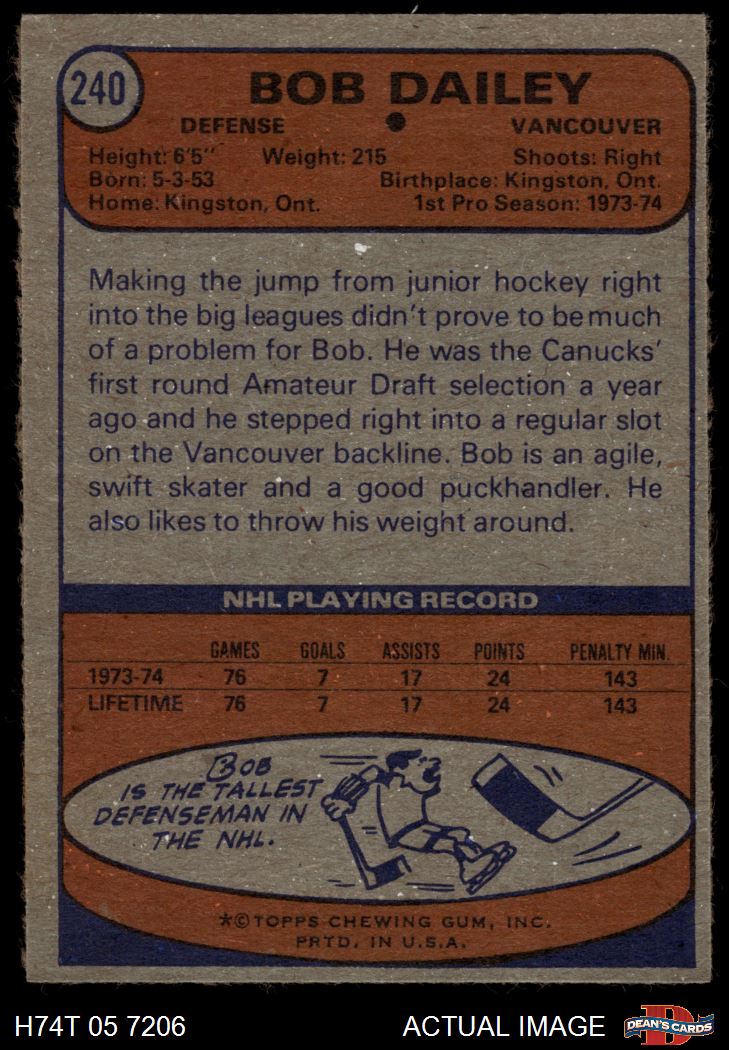 240
BOB DAILEY
DEFENSE VANCOUVER
Height: 6'5" Weight: 215 Shoots: Right
Born: 5-3-53 Birthplace: Kingston, Ont.
Home: Kingston, Ont. 1st Pro Season: 1973-74
Making the jump from junior hockey right
into the big leagues didn't prove to be much
of a problem for Bob. He was the Canucks'
first round Amateur Draft selection a year
ago and he stepped right into a regular slot
on the Vancouver backline. Bob is an agile,
swift skater and a good puckhandler. He
also likes to throw his weight around.
NHL PLAYING RECORD
GAMES GOALS ASSISTS POINTS PENALTY MIN.
1973-74 76 7 17 24 143
LIFETIME 76 7 17 24 143
BOB
IS THE TALLEST
DEFENSEMAN IN
THE NHL.
*©TOPPS CHEWING GUM, INC.
PRTD. IN U.S.A.
H74T 05 7206 ACTUAL IMAGE D DEAN'S CARDS